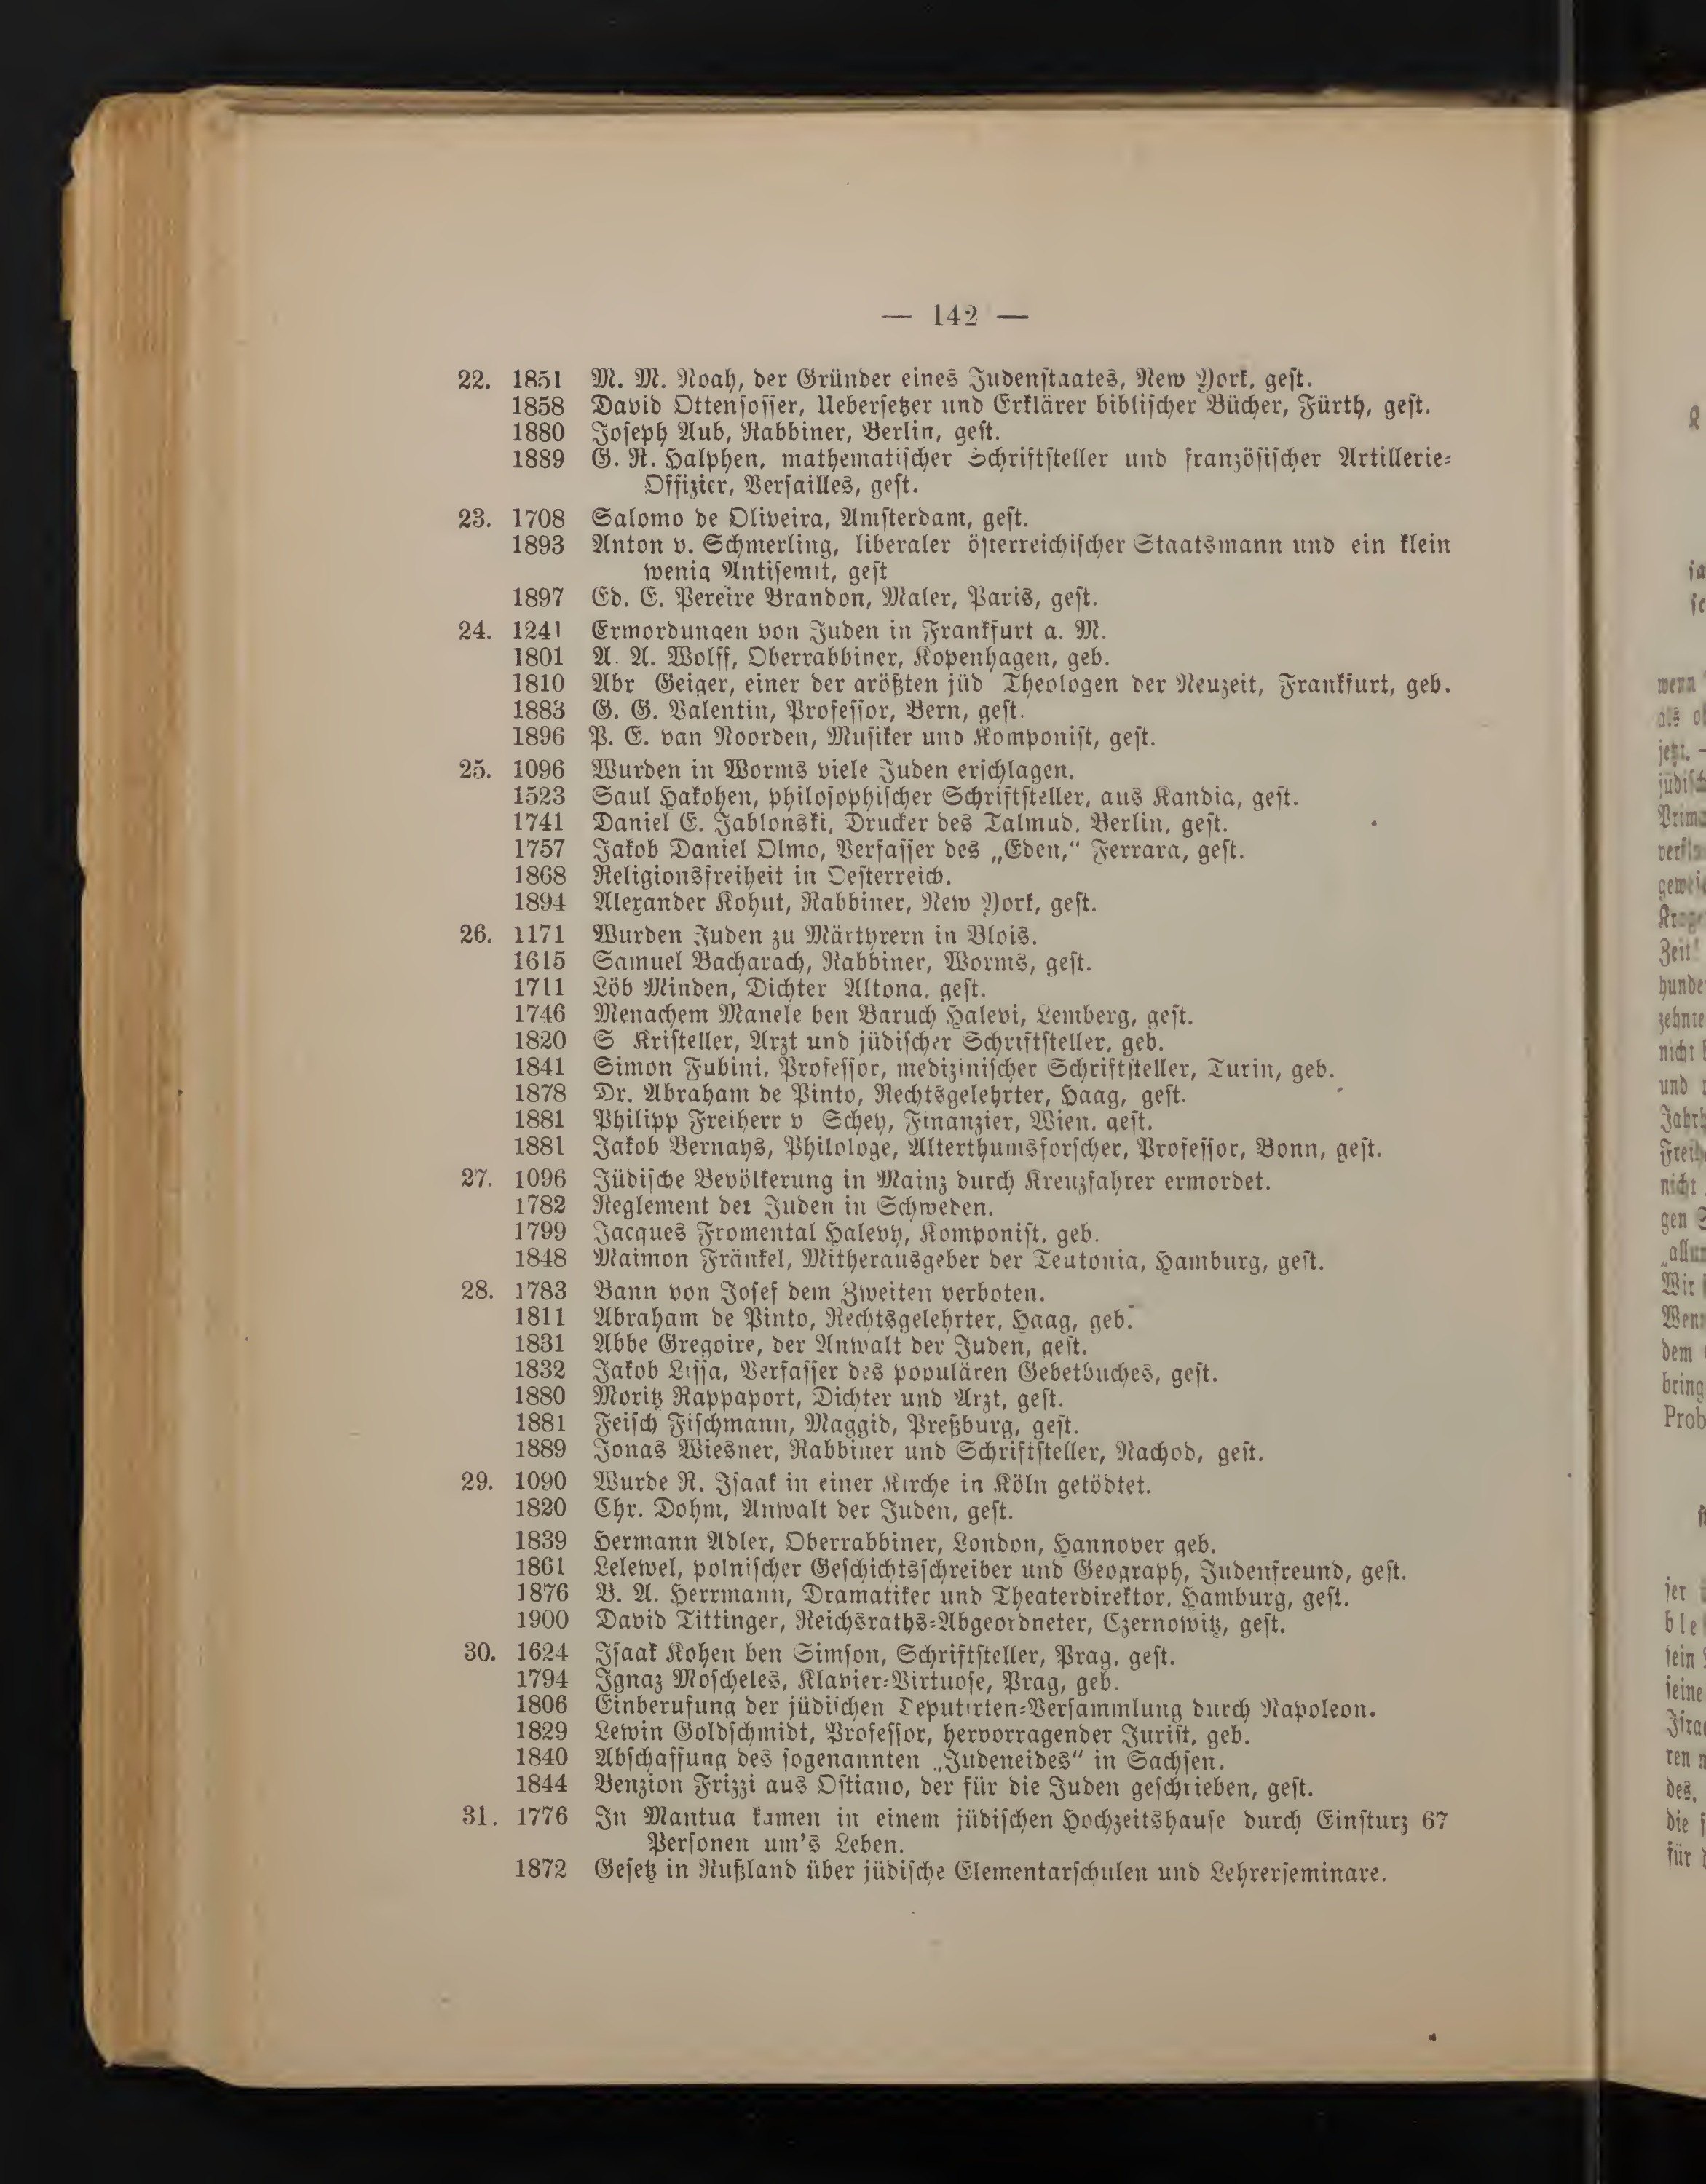 — 142 —
22. 1851 M. M. Noah, der Gründer eines Judenstaates, New York, gest.
1858 David Ottensosser, Uebersetzer und Erklärer biblischer Bücher, Fürth, gest.
1880 Joseph Aub, Rabbiner, Berlin, gest.
1889 G. R. Halphen, mathematischer Schriftsteller und französischer Artillerie-
Offizier, Versailles, gest.
23. 1708 Salomo de Oliveira, Amsterdam, gest.
1893 Anton v. Schmerling, liberaler österreichischer Staatsmann und ein klein
wenig Antisemit, gest
1897 Ed. E. Pereire Brandon, Maler, Paris, gest.
24. 1241 Ermordungen von Juden in Frankfurt a. M.
1801 A. A. Wolff, Oberrabbiner, Kopenhagen, geb.
1810 Abr Geiger, einer der größten jüd Theologen der Neuzeit, Frankfurt, geb.
1883 G. G. Valentin, Professor, Bern, gest.
1896 P. E. van Noorden, Musiker und Komponist, gest.
25. 1096 Wurden in Worms viele Juden erschlagen.
1523 Saul Hakohen, philosophischer Schriftsteller, aus Kandia, gest.
1741 Daniel E. Jablonski, Drucker des Talmud. Berlin, gest.
1757 Jakob Daniel Olmo, Verfasser des „Eden,“ Ferrara, gest.
1868 Religionsfreiheit in Oesterreich.
1894 Alexander Kohut, Rabbiner, New York, gest.
26. 1171 Wurden Juden zu Märtyrern in Blois.
1615 Samuel Bacharach, Rabbiner, Worms, gest.
1711 Löb Minden, Dichter Altona, gest.
1746 Menachem Manele ben Baruch Halevi, Lemberg, gest.
1820 S Kristeller, Arzt und jüdischer Schriftsteller, geb.
1841 Simon Fubini, Professor, medizinischer Schriftsteller, Turin, geb.
1878 Dr. Abraham de Pinto, Rechtsgelehrter, Haag, gest.
1881 Philipp Freiherr v Schey, Finanzier, Wien, gest.
1881 Jakob Bernays, Philologe, Alterthumsforscher, Professor, Bonn, gest.
27. 1096 Jüdische Bevölkerung in Mainz durch Kreuzfahrer ermordet.
1782 Reglement der Juden in Schweden.
1799 Jacques Fromental Halevy, Komponist, geb.
1848 Maimon Fränkel, Mitherausgeber der Teutonia, Hamburg, gest.
28. 1783 Bann von Josef dem Zweiten verboten.
1811 Abraham de Pinto, Rechtsgelehrter, Haag, geb.
1831 Abbe Gregoire, der Anwalt der Juden, gest.
1832 Jakob Lissa, Verfasser des populären Gebetbuches, gest.
1880 Moritz Rappaport, Dichter und Arzt, gest.
1881 Feisch Fischmann, Maggid, Preßburg, gest.
1889 Jonas Wiesner, Rabbiner und Schriftsteller, Nachod, gest.
29. 1090 Wurde R. Isaak in einer Kirche in Köln getödtet.
1820 Chr. Dohm, Anwalt der Juden, gest.
1839 Hermann Adler, Oberrabbiner, London, Hannover geb.
1861 Lelewel, polnischer Geschichtsschreiber und Geograph, Judenfreund, gest.
1876 B. A. Herrmann, Dramatiker und Theaterdirektor, Hamburg, gest.
1900 David Tittinger, Reichsraths-Abgeordneter, Czernowitz, gest.
30. 1624 Isaak Kohen ben Simson, Schriftsteller, Prag, gest.
1794 Ignaz Moscheles, Klavier-Virtuose, Prag, geb.
1806 Einberufung der jüdischen Deputirten-Versammlung durch Napoleon.
1829 Lewin Goldschmidt, Professor, hervorragender Jurist, geb.
1840 Abschaffung des sogenannten „Judeneides“ in Sachsen.
1844 Benzion Frizzi aus Ostiano, der für die Juden geschrieben, gest.
31. 1776 In Mantua kamen in einem jüdischen Hochzeitshause durch Einsturz 67
Personen um's Leben.
1872 Gesetz in Rußland über jüdische Elementarschulen und Lehrerseminare.